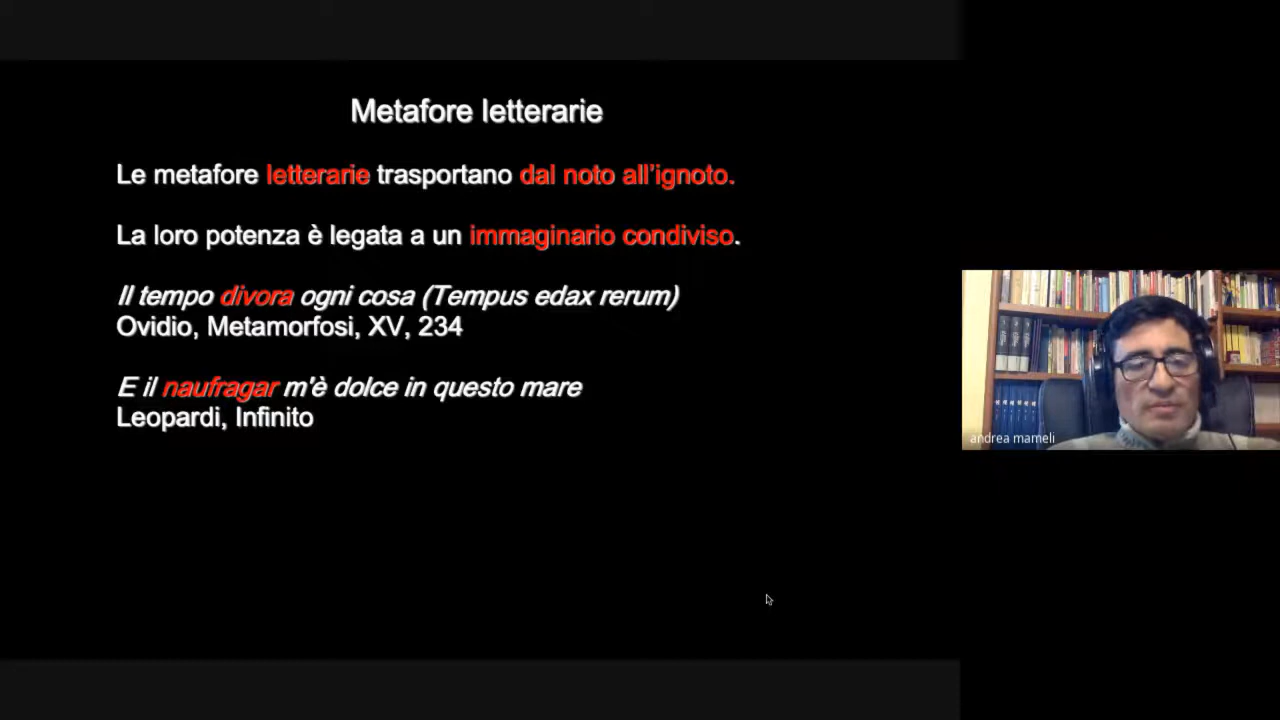 Metafore letterarie
Le metafore letterarie trasportano dal noto all'ignoto.
La loro potenza è legata a un immaginario condiviso.
Il tempo divora ogni cosa (Tempus edax rerum)
Ovidio, Metamorfosi, XV, 234
E il naufragar m'è dolce in questo mare
Leopardi, Infinito
andrea mameli